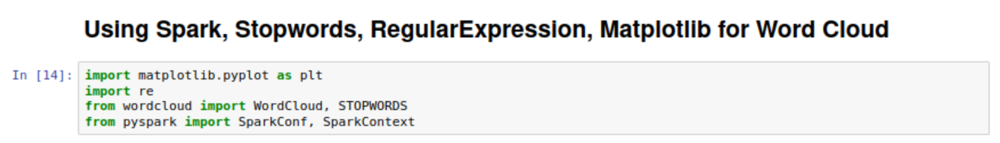 Using Spark, Stopwords, RegularExpression, Matplotlib for Word Cloud
In [14]: import matplotlib.pyplot as plt
import re
from wordcloud import WordCloud, STOPWORDS
from pyspark import SparkConf, SparkContext